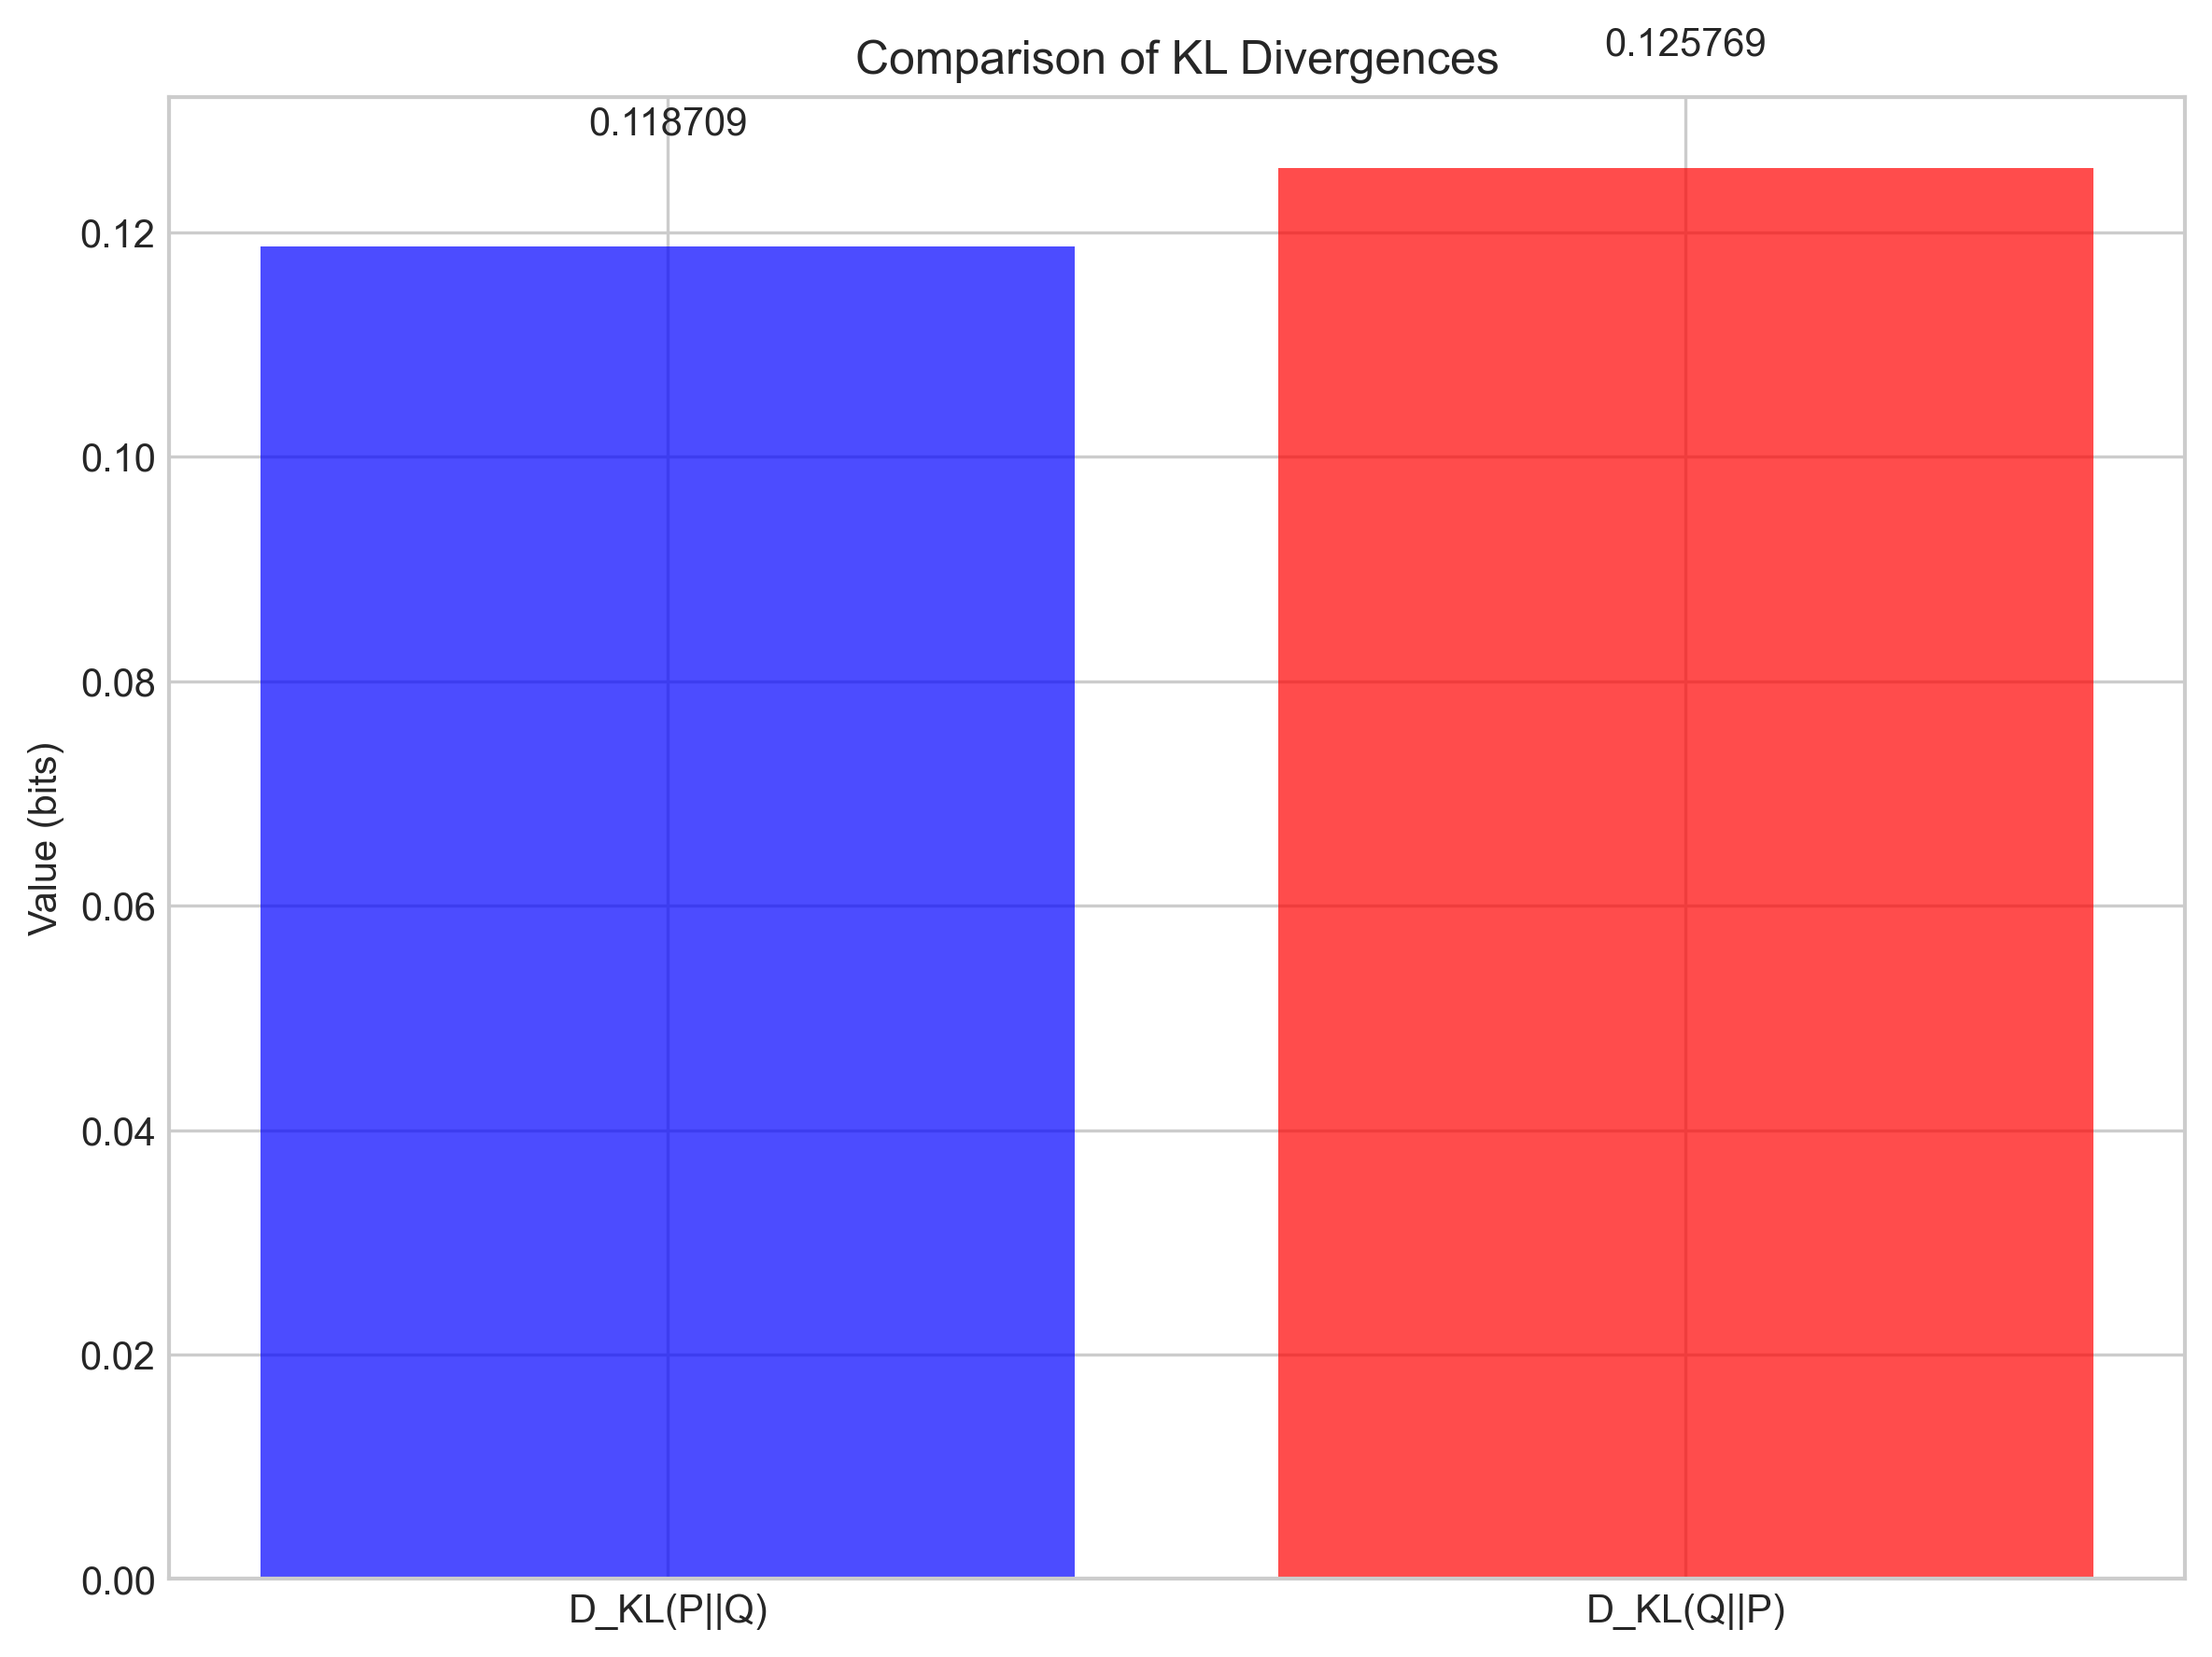 0.125769
Comparison of KL Divergences
0.118709
0.12
0.10
0.08
0.06
0.04
0.02
0.00
Value (bits)
D_KL(P||Q)
D_KL(Q||P)